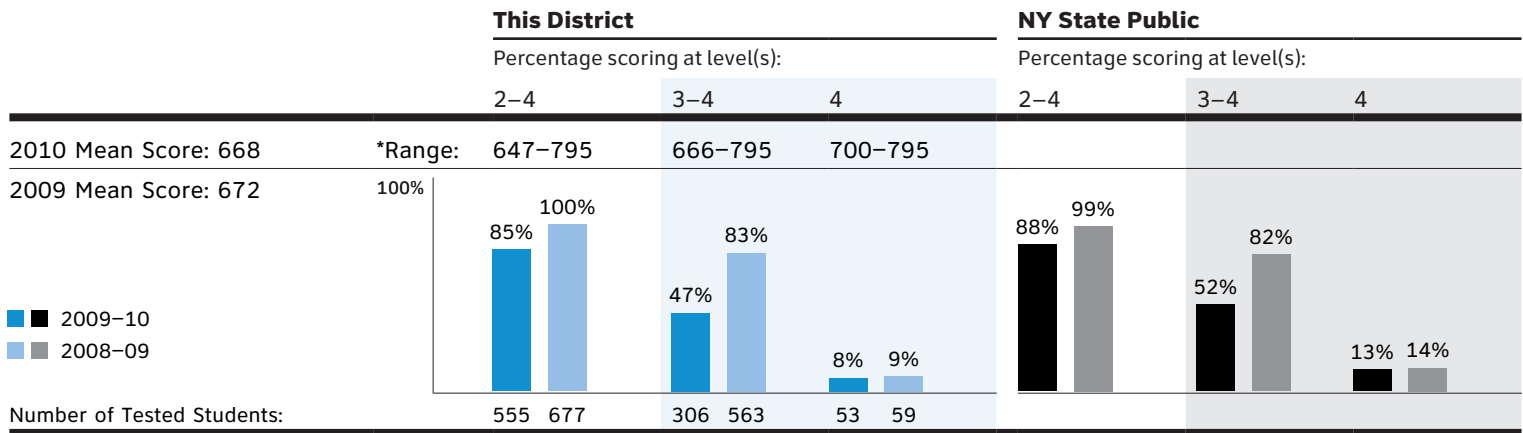 This District NY State Public
Percentage scoring at level(s): Percentage scoring at level(s):
2–4 3–4 4 2–4 3–4 4
2010 Mean Score: 668 *Range: 647–795 666–795 700–795
2009 Mean Score: 672 100%
85% 100% 47% 83% 8% 9% 88% 99% 52% 82% 13% 14%
2009–10
2008–09
Number of Tested Students: 555 677 306 563 53 59